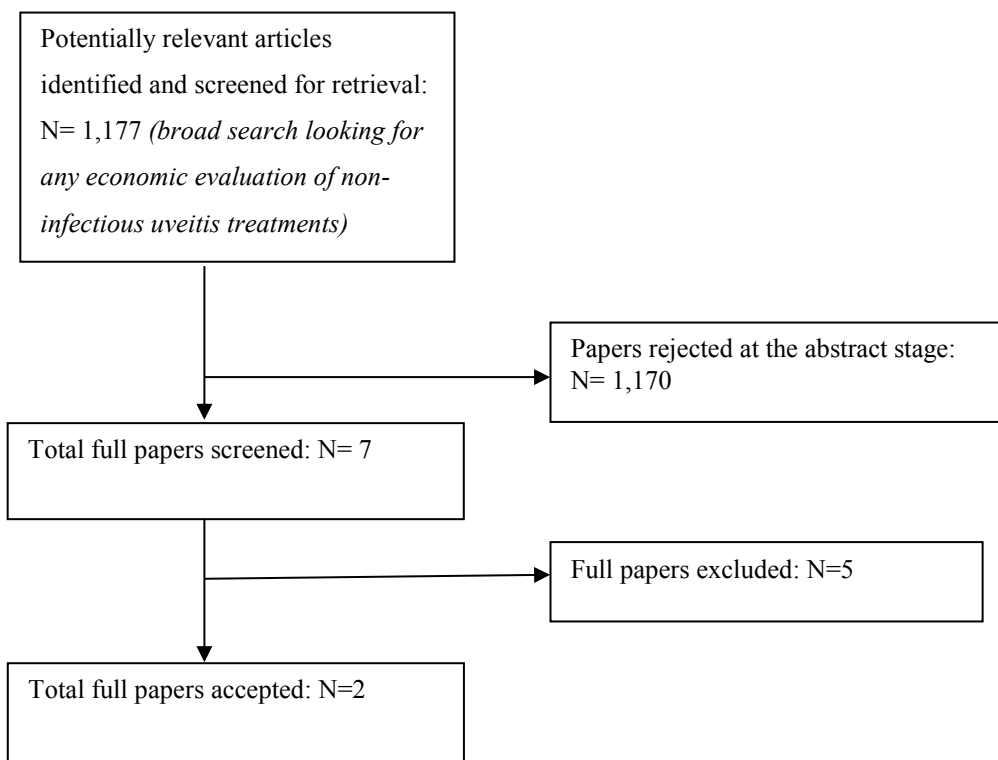 Potentially relevant articles
identified and screened for retrieval:
N= 1,177 (broad search looking for
any economic evaluation of non-
infectious uveitis treatments)
Papers rejected at the abstract stage:
N= 1,170
Total full papers screened: N= 7
Full papers excluded: N=5
Total full papers accepted: N=2